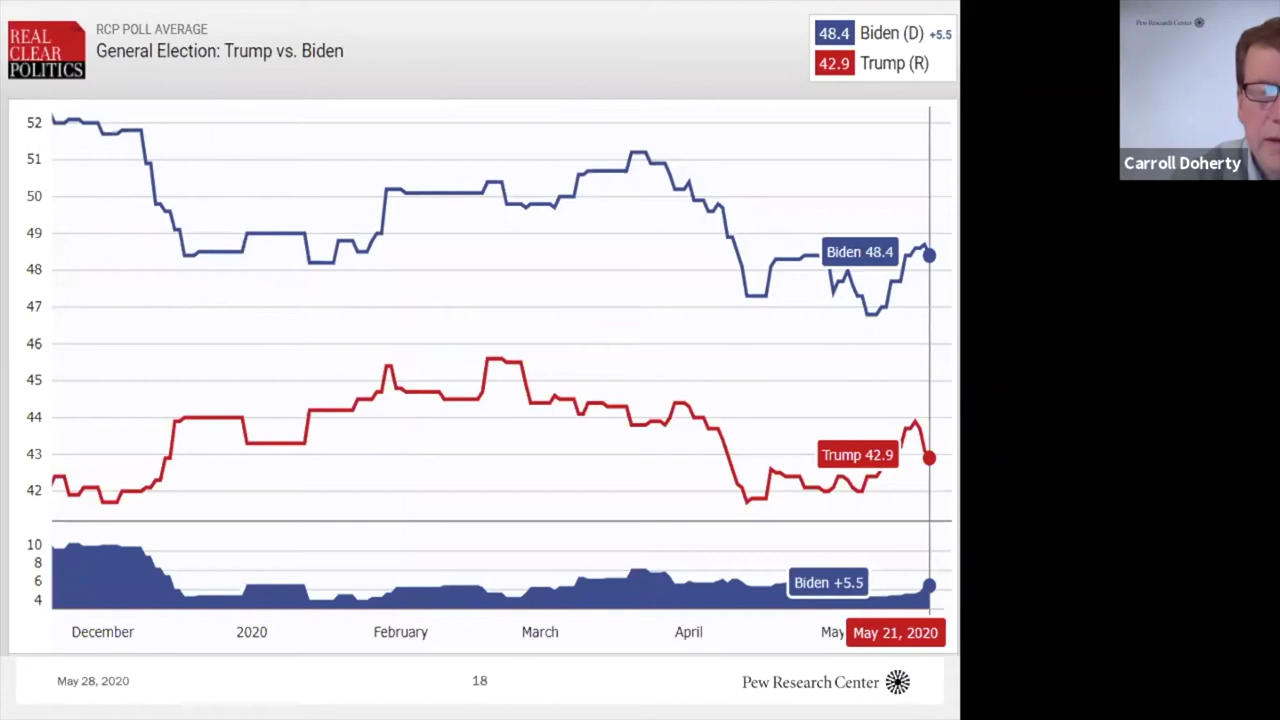 REAL
CLEAR
POLITICS
RCP POLL AVERAGE
General Election: Trump vs. Biden
48.4 Biden (D) +5.5
42.9 Trump (R)
Pew Research Center
Carroll Doherty
52
51
50
49
48
47
46
45
44
43
42
Biden 48.4
Trump 42.9
10
8
6
4
Biden +5.5
December 2020 February March April May May 21, 2020
May 28, 2020 18 Pew Research Center